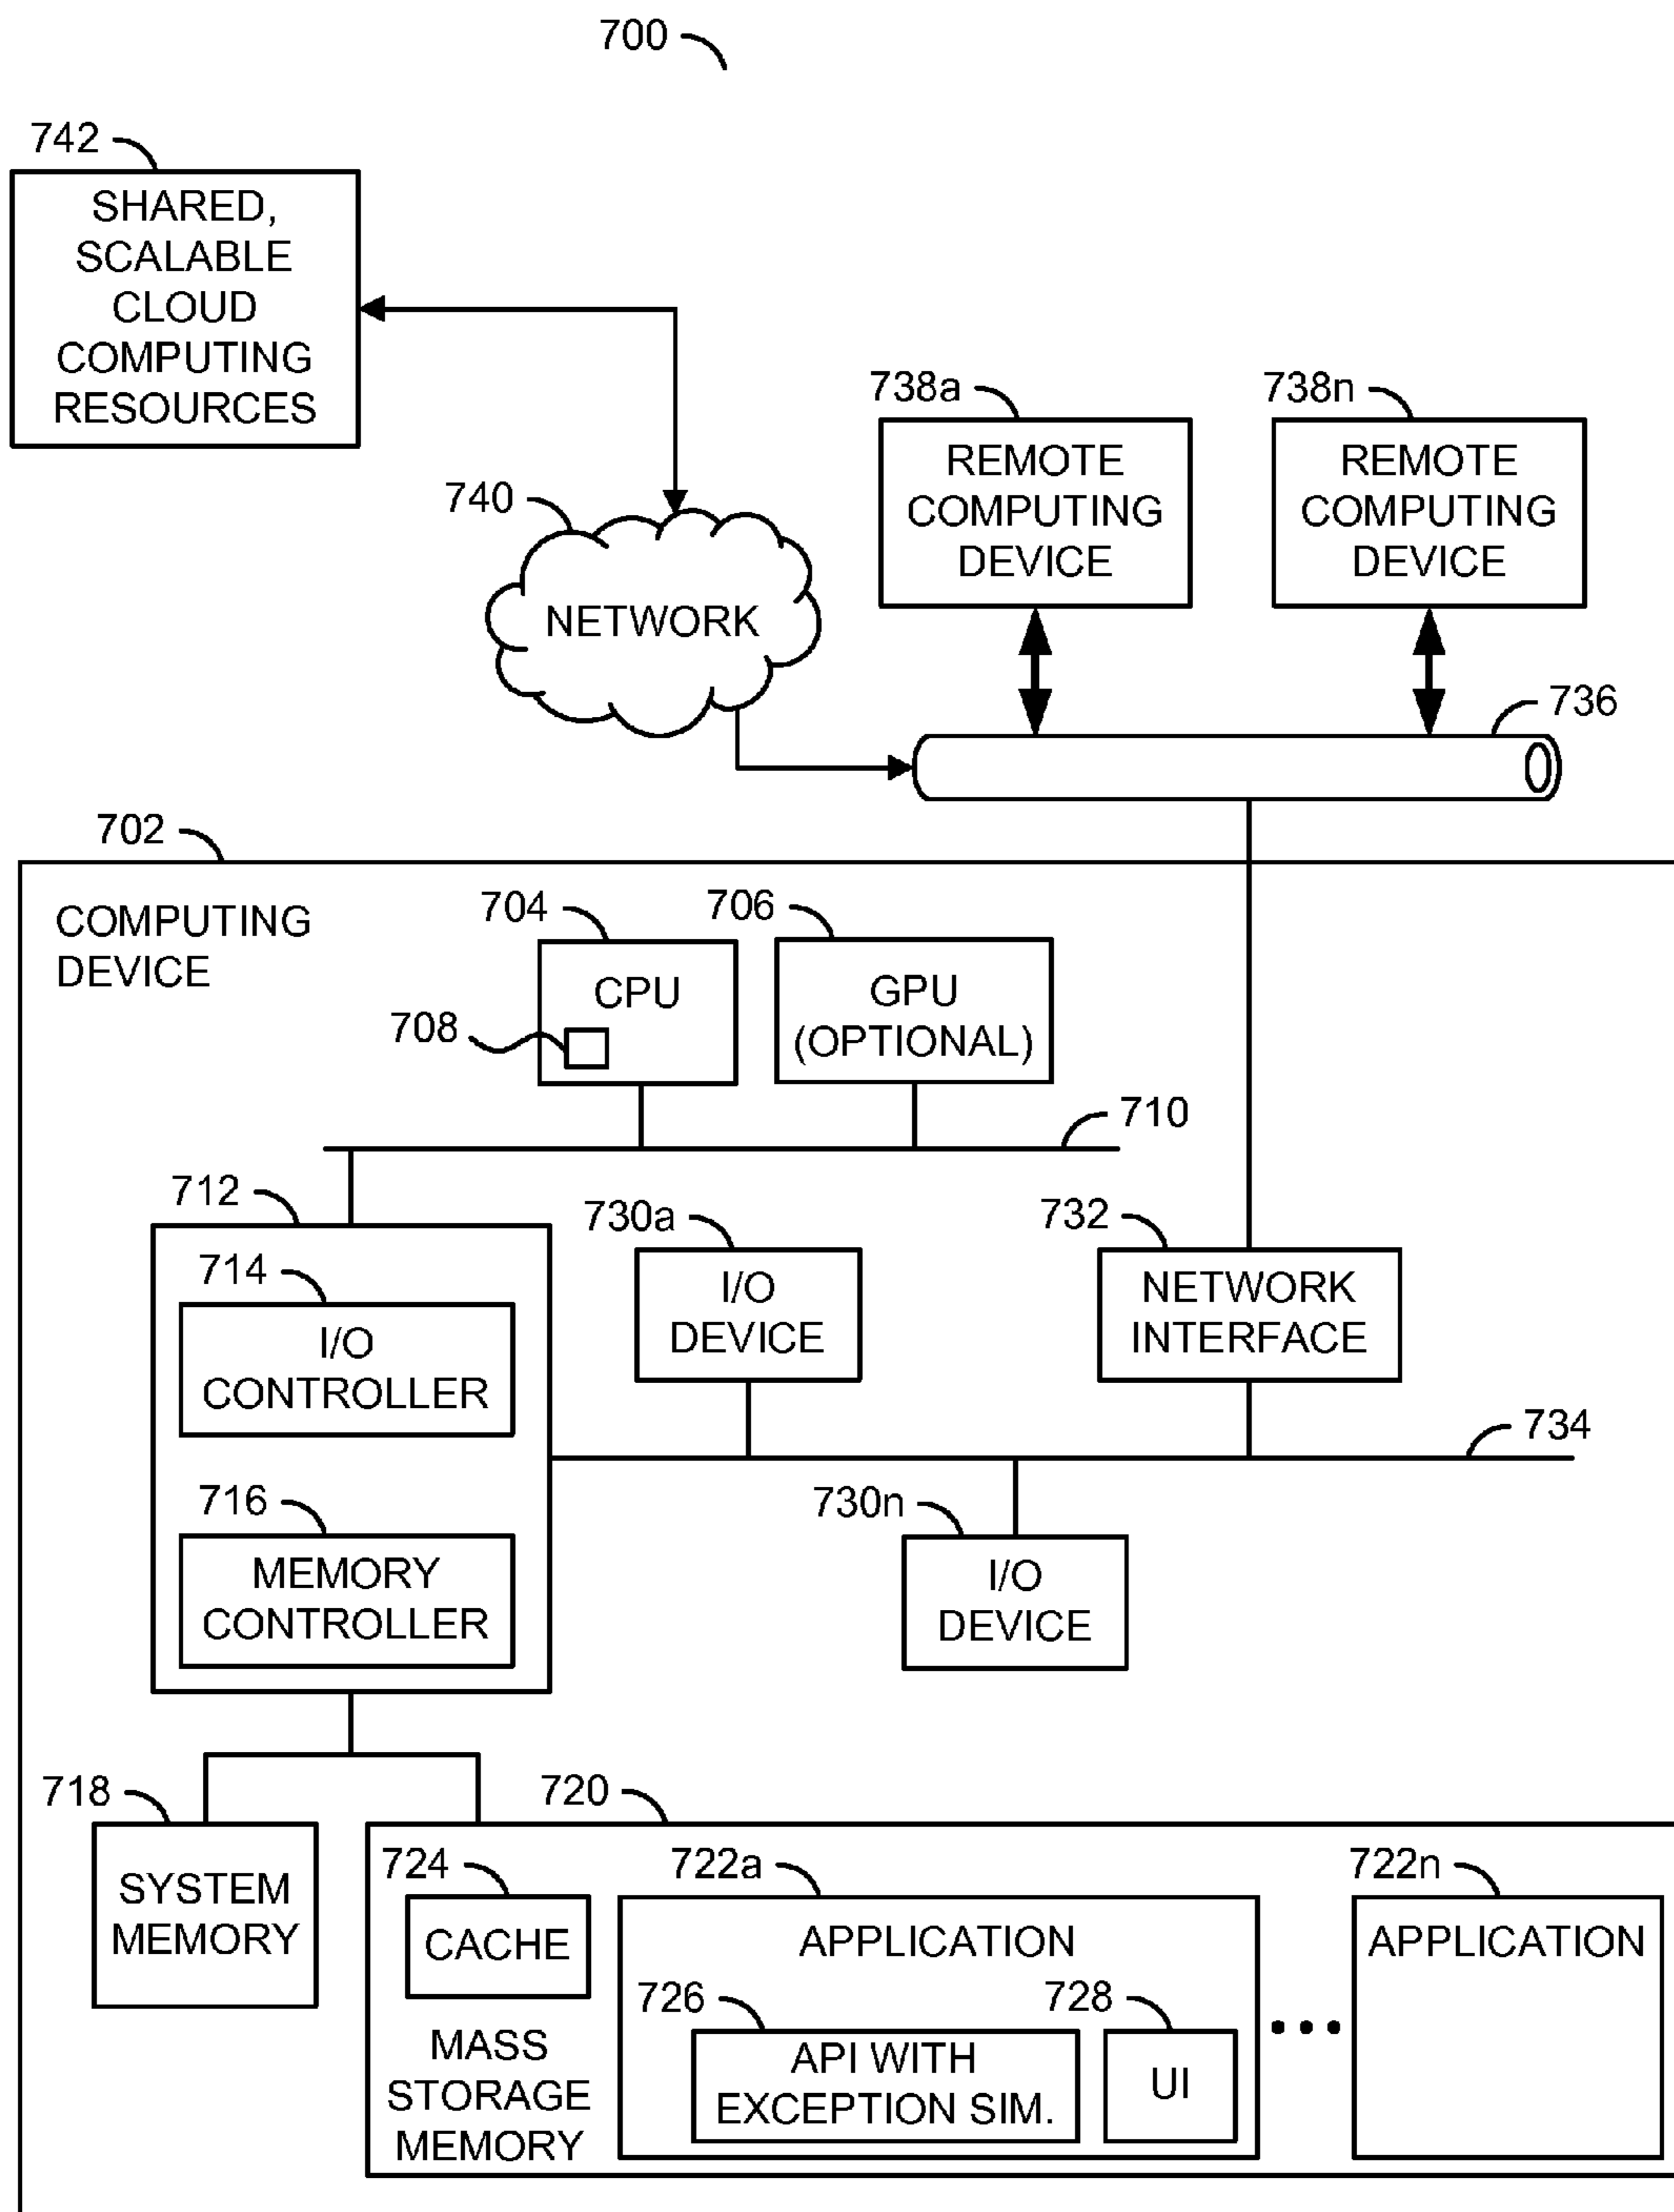 700
742
SHARED,
SCALABLE
CLOUD
COMPUTING
RESOURCES
738a
REMOTE
COMPUTING
DEVICE
738n
REMOTE
COMPUTING
DEVICE
740
NETWORK
736
702
COMPUTING
DEVICE
704
CPU
708
706
GPU
(OPTIONAL)
710
712
714
I/O
CONTROLLER
716
MEMORY
CONTROLLER
730a
I/O
DEVICE
732
NETWORK
INTERFACE
734
730n
I/O
DEVICE
718
SYSTEM
MEMORY
720
724
CACHE
MASS
STORAGE
MEMORY
722a
APPLICATION
726
API WITH
EXCEPTION SIM.
728
UI
•••
722n
APPLICATION